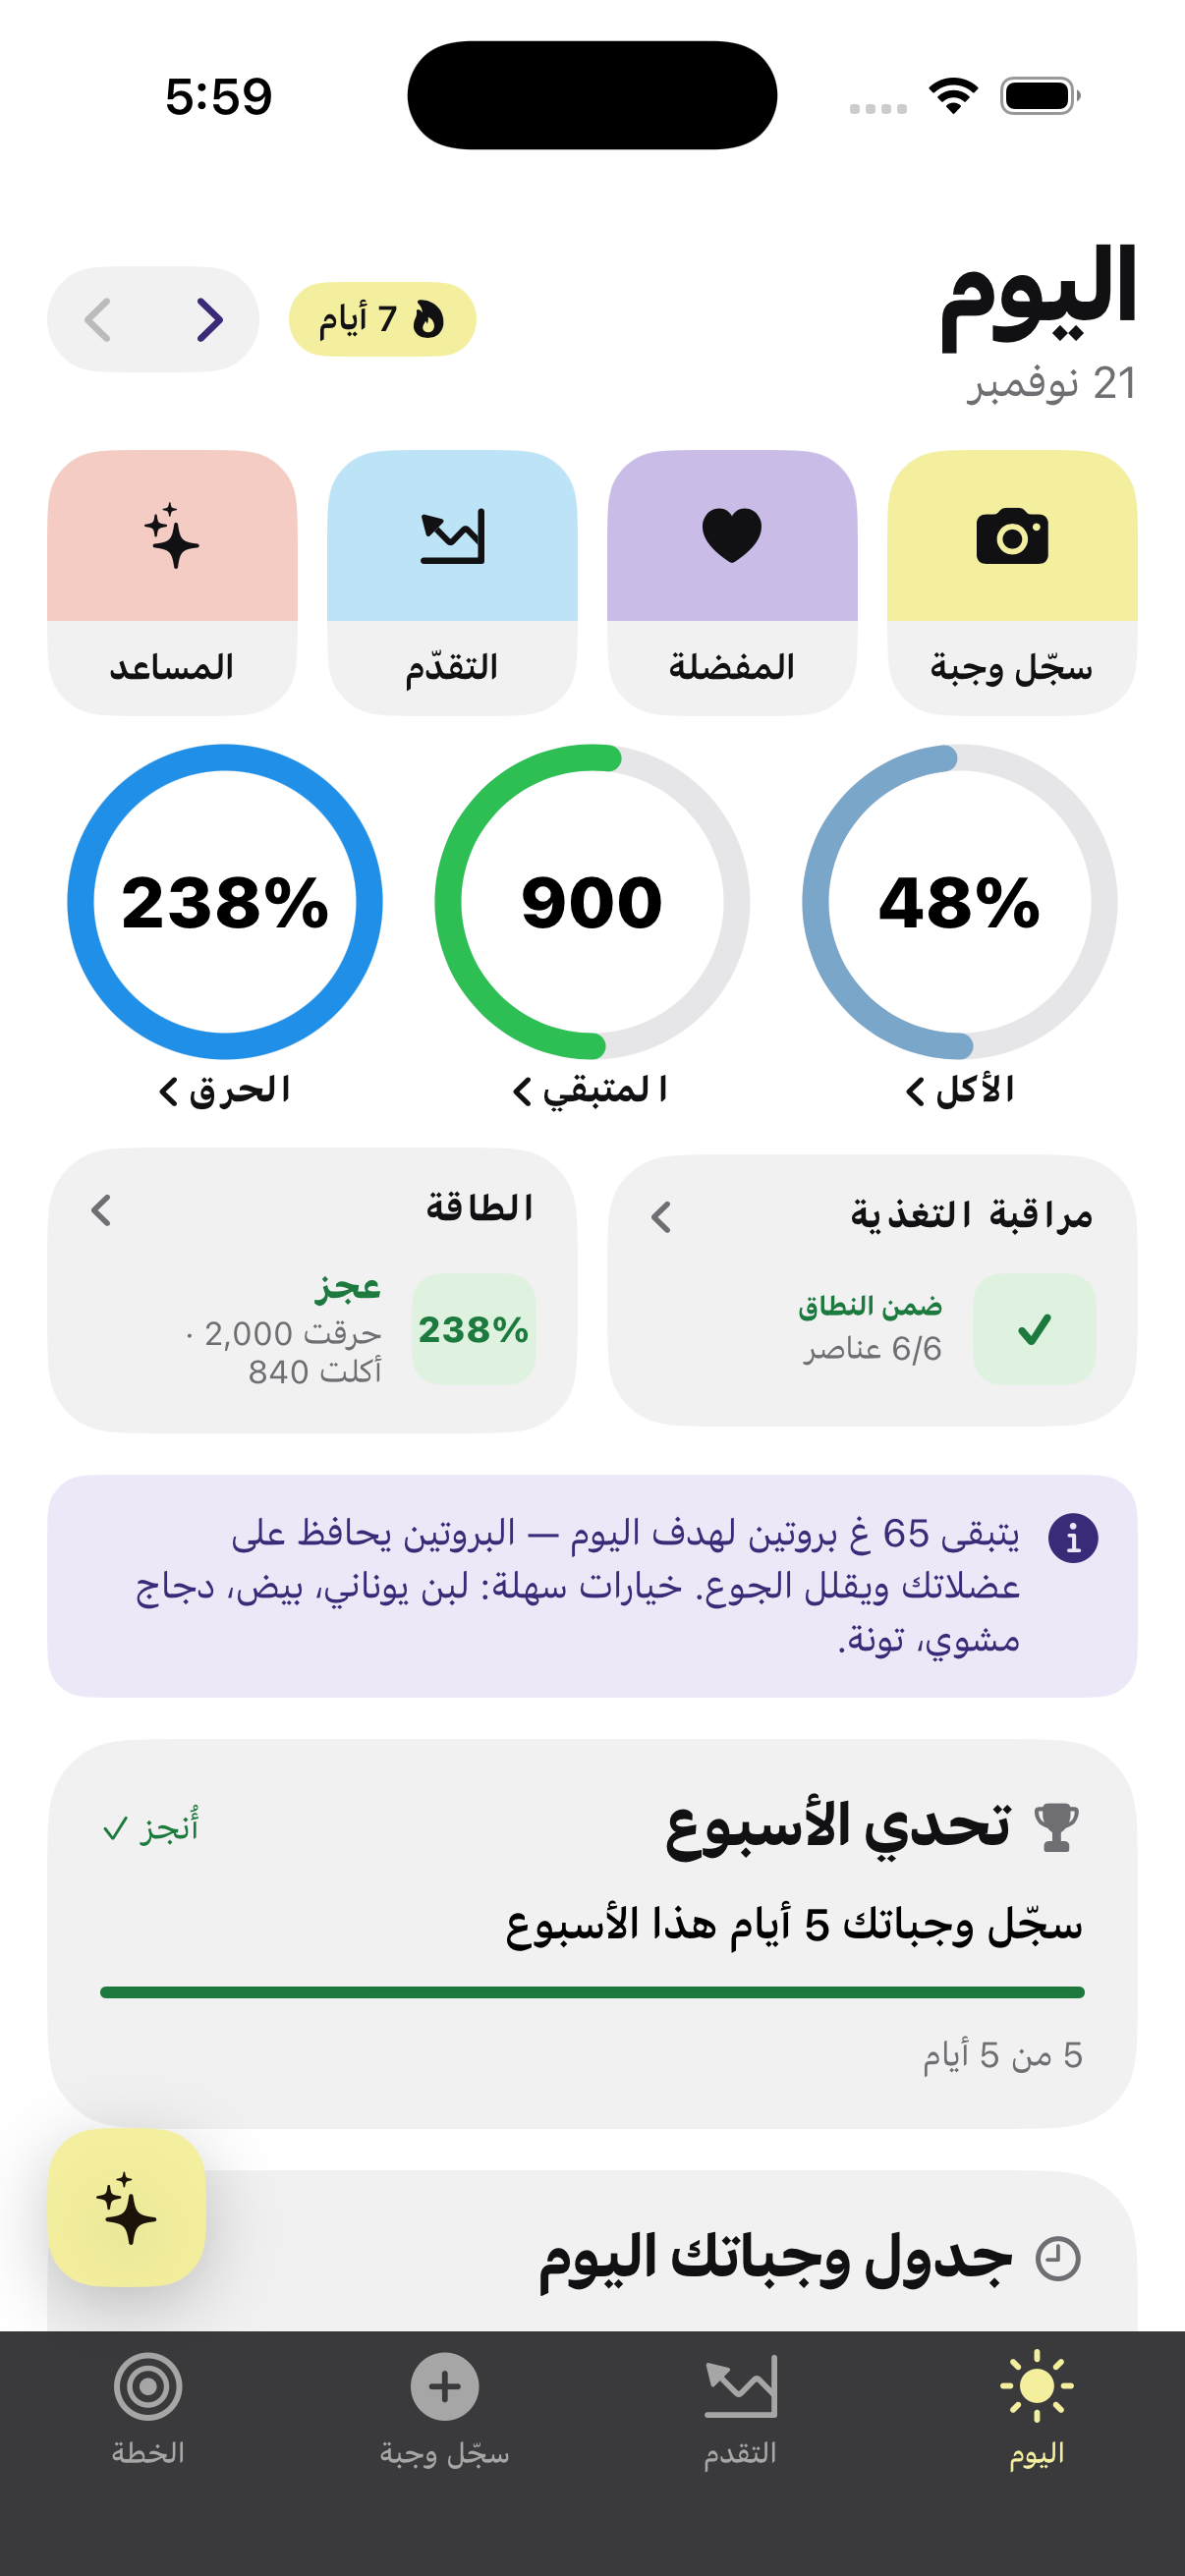 5:59
اليوم
21 نوفمبر
7 أيام
سجّل وجبة
المفضلة
التقدّم
المساعد
48%
900
238%
الأكل
المتبقي
الحرق
مراقبة التغذية
ضمن النطاق
6/6 عناصر
الطاقة
238%
عجز
حرقت 2,000 ·
أكلت 840
يتبقى 65 غ بروتين لهدف اليوم — البروتين يحافظ على
عضلاتك ويقلل الجوع. خيارات سهلة: لبن يوناني، بيض، دجاج
مشوي، تونة.
تحدي الأسبوع
أُنجز ✓
سجّل وجباتك 5 أيام هذا الأسبوع
5 من 5 أيام
جدول وجباتك اليوم
اليوم
التقدم
سجّل وجبة
الخطة